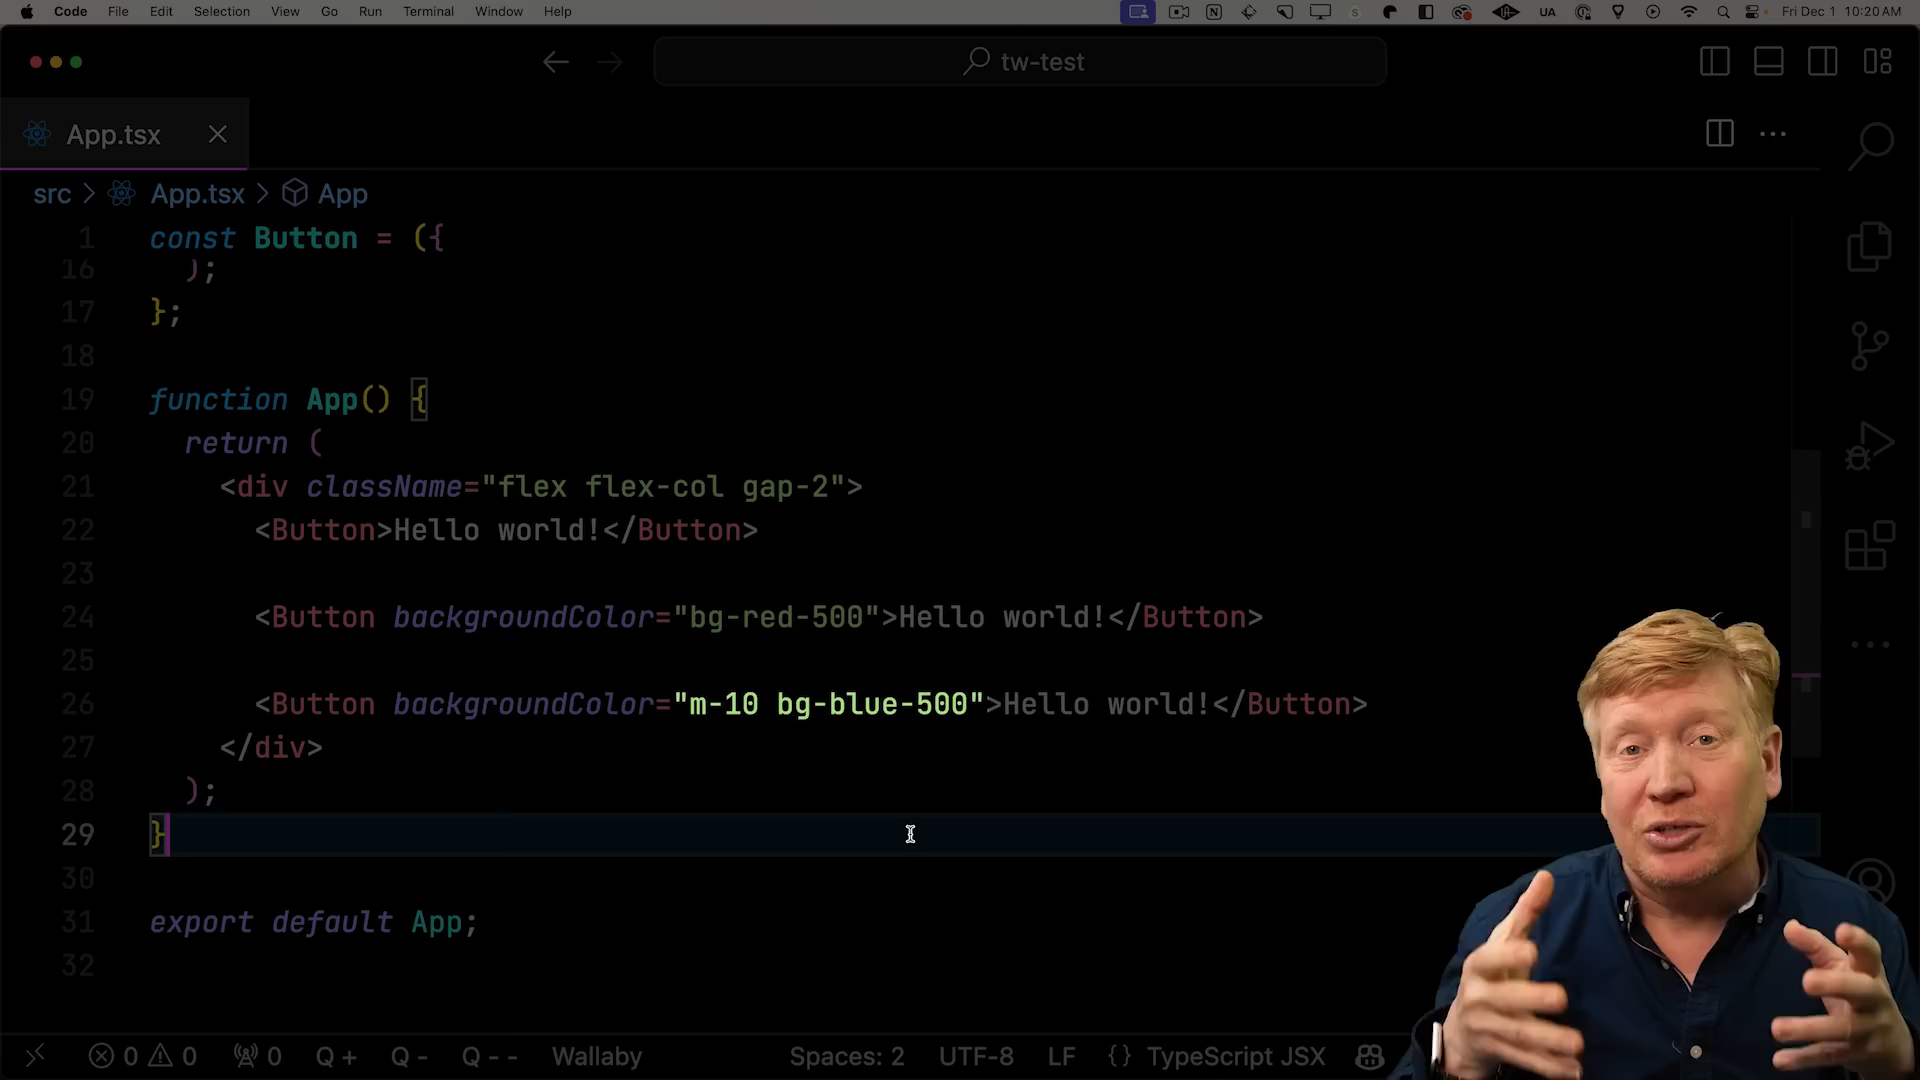 Code File Edit Selection View Go Run Terminal Window Help UA Fri Dec 1 10:20 AM
tw-test
App.tsx
src > App.tsx > App
1 const Button = ({
16 );
17 };
18
19 function App() {
20 return (
21 <div className="flex flex-col gap-2">
22 <Button>Hello world!</Button>
23
24 <Button backgroundColor="bg-red-500">Hello world!</Button>
25
26 <Button backgroundColor="m-10 bg-blue-500">Hello world!</Button>
27 </div>
28 );
29 }
30
31 export default App;
32
0 0 0 Q + Q - Q - - Wallaby Spaces: 2 UTF-8 LF {} TypeScript JSX